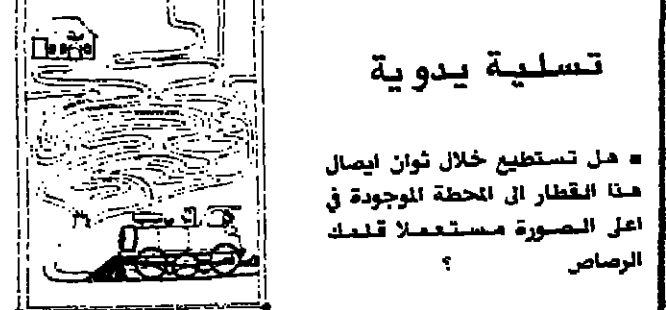 تسلية يدوية
■ هل تستطيع خلال ثوان ايصال
هذا القطار الى المحطة الموجودة في
اعلى الصورة مستعملا قلمك
الرصاص ؟